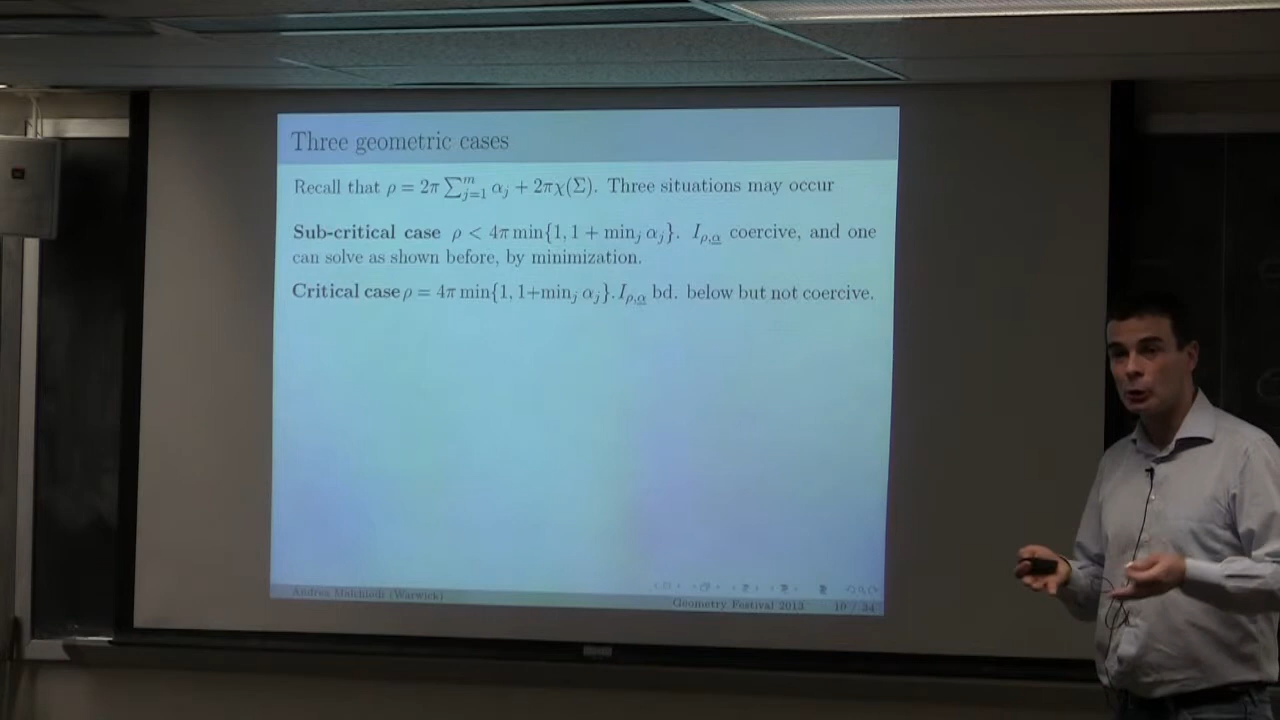 Three geometric cases
Recall that ρ = 2π ∑_{j=1}^m α_j + 2πχ(Σ). Three situations may occur
Sub-critical case ρ < 4π min{1, 1 + min_j α_j}. I_{ρ,α} coercive, and one
can solve as shown before, by minimization.
Critical case ρ = 4π min{1, 1+min_j α_j}. I_{ρ,α} bd. below but not coercive.
Andrea Malchiodi (Warwick)
Geometry Festival 2013 10 / 34